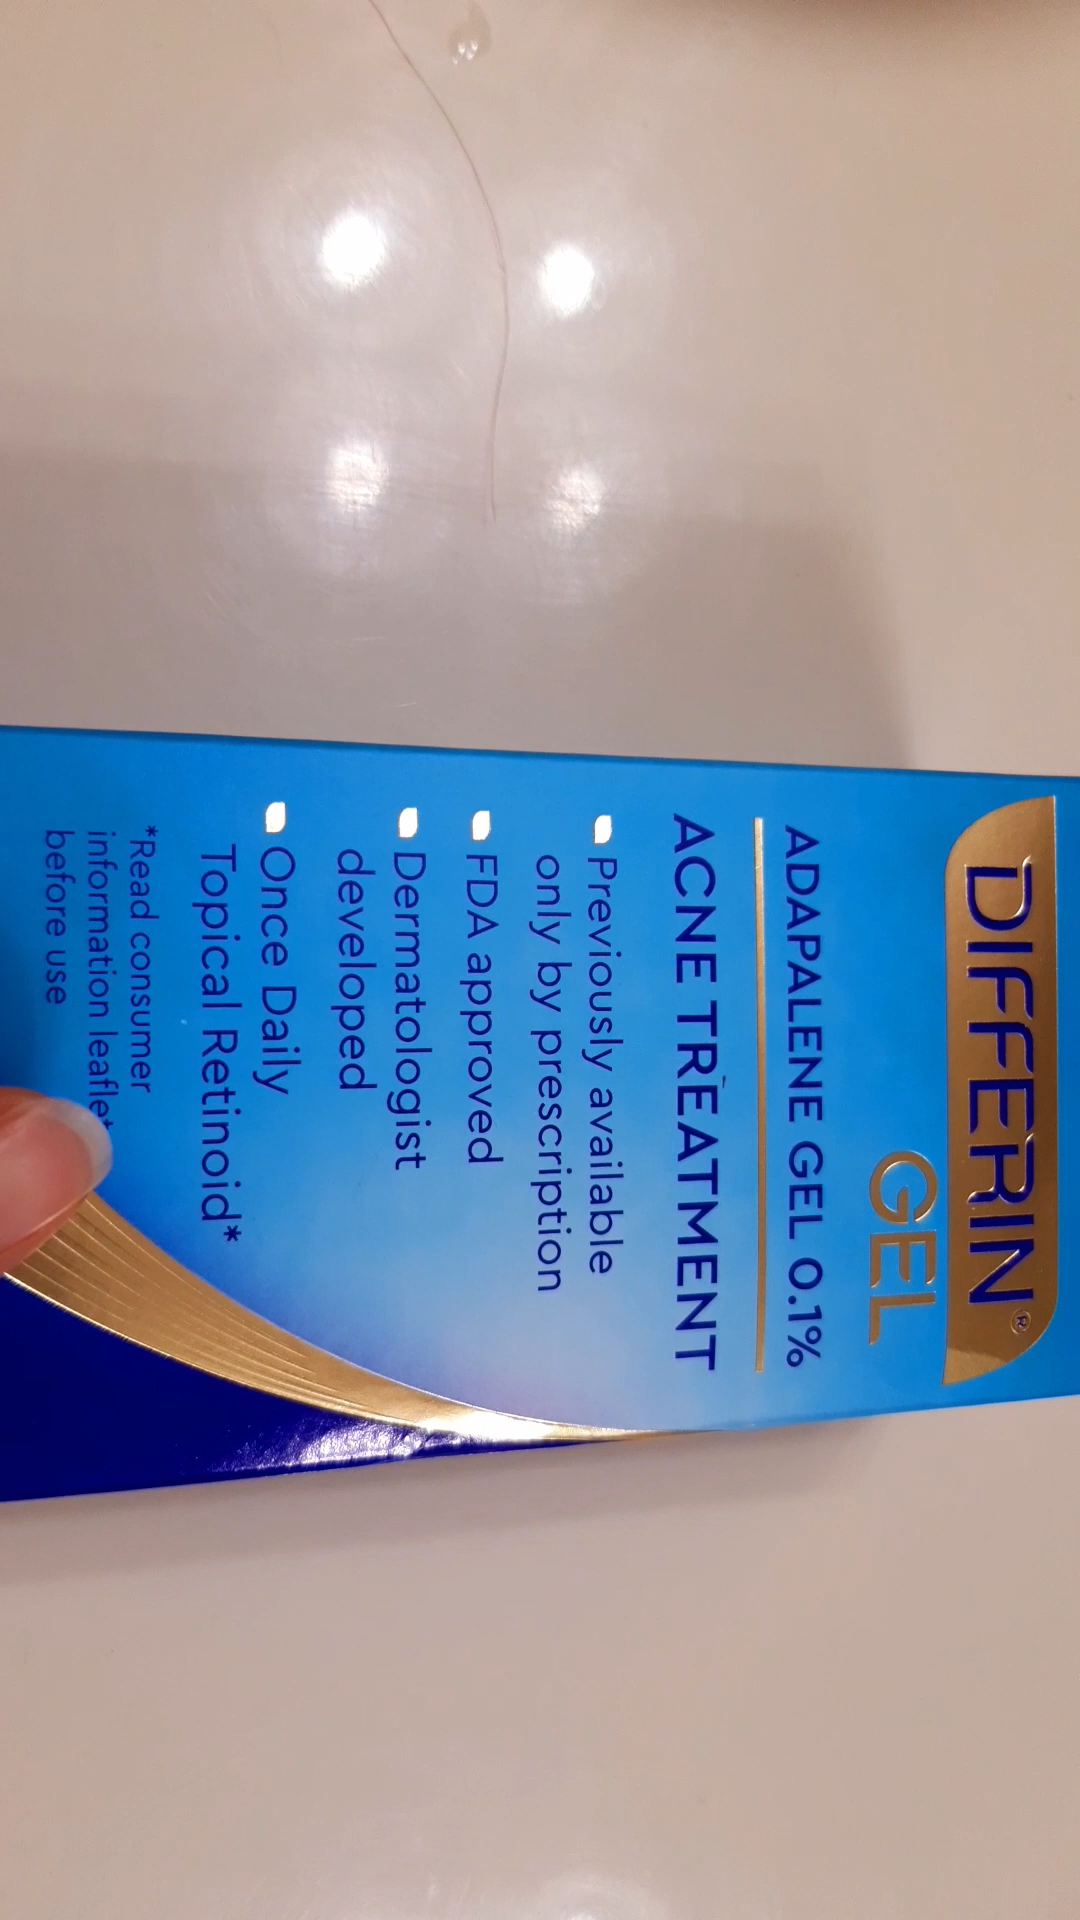 DIFFERIN®
GEL
ADAPALENE GEL 0.1%
ACNE TREATMENT
Previously available
only by prescription
FDA approved
Dermatologist
developed
Once Daily
Topical Retinoid*
*Read consumer
information leaflet
before use